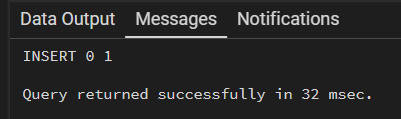 Data Output Messages Notifications
INSERT 0 1
Query returned successfully in 32 msec.